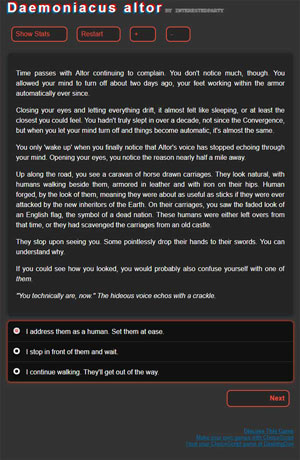 Daemoniacus altor BY INTERESTEDPARTY
Show Stats Restart + -
Time passes with Altor continuing to complain. You don't notice much, though. You
allowed your mind to turn off about two days ago, your feet working within the armor
automatically ever since.
Closing your eyes and letting everything drift, it almost felt like sleeping, or at least the
closest you could feel. You hadn't truly slept in over a decade, not since the Convergence,
but when you let your mind turn off and things become automatic, it's almost the same.
You only 'wake up' when you finally notice that Altor's voice has stopped echoing through
your mind. Opening your eyes, you notice the reason nearly half a mile away.
Up along the road, you see a caravan of horse drawn carriages. They look natural, with
humans walking beside them, armored in leather and with iron on their hips. Human
forged, by the look of them, meaning they were about as useful as sticks if they were ever
attacked by the new inheritors of the Earth. On their carriages, you saw the faded look of
an English flag, the symbol of a dead nation. These humans were either left overs from
that time, or they had scavenged the carriages from an old castle.
They stop upon seeing you. Some pointlessly drop their hands to their swords. You can
understand why.
If you could see how you looked, you would probably also confuse yourself with one of
them.
"You technically are, now." The hideous voice echos with a crackle.
I address them as a human. Set them at ease.
I stop in front of them and wait.
I continue walking. They'll get out of the way.
Next
Discuss This Game
Make your own games with ChoiceScript